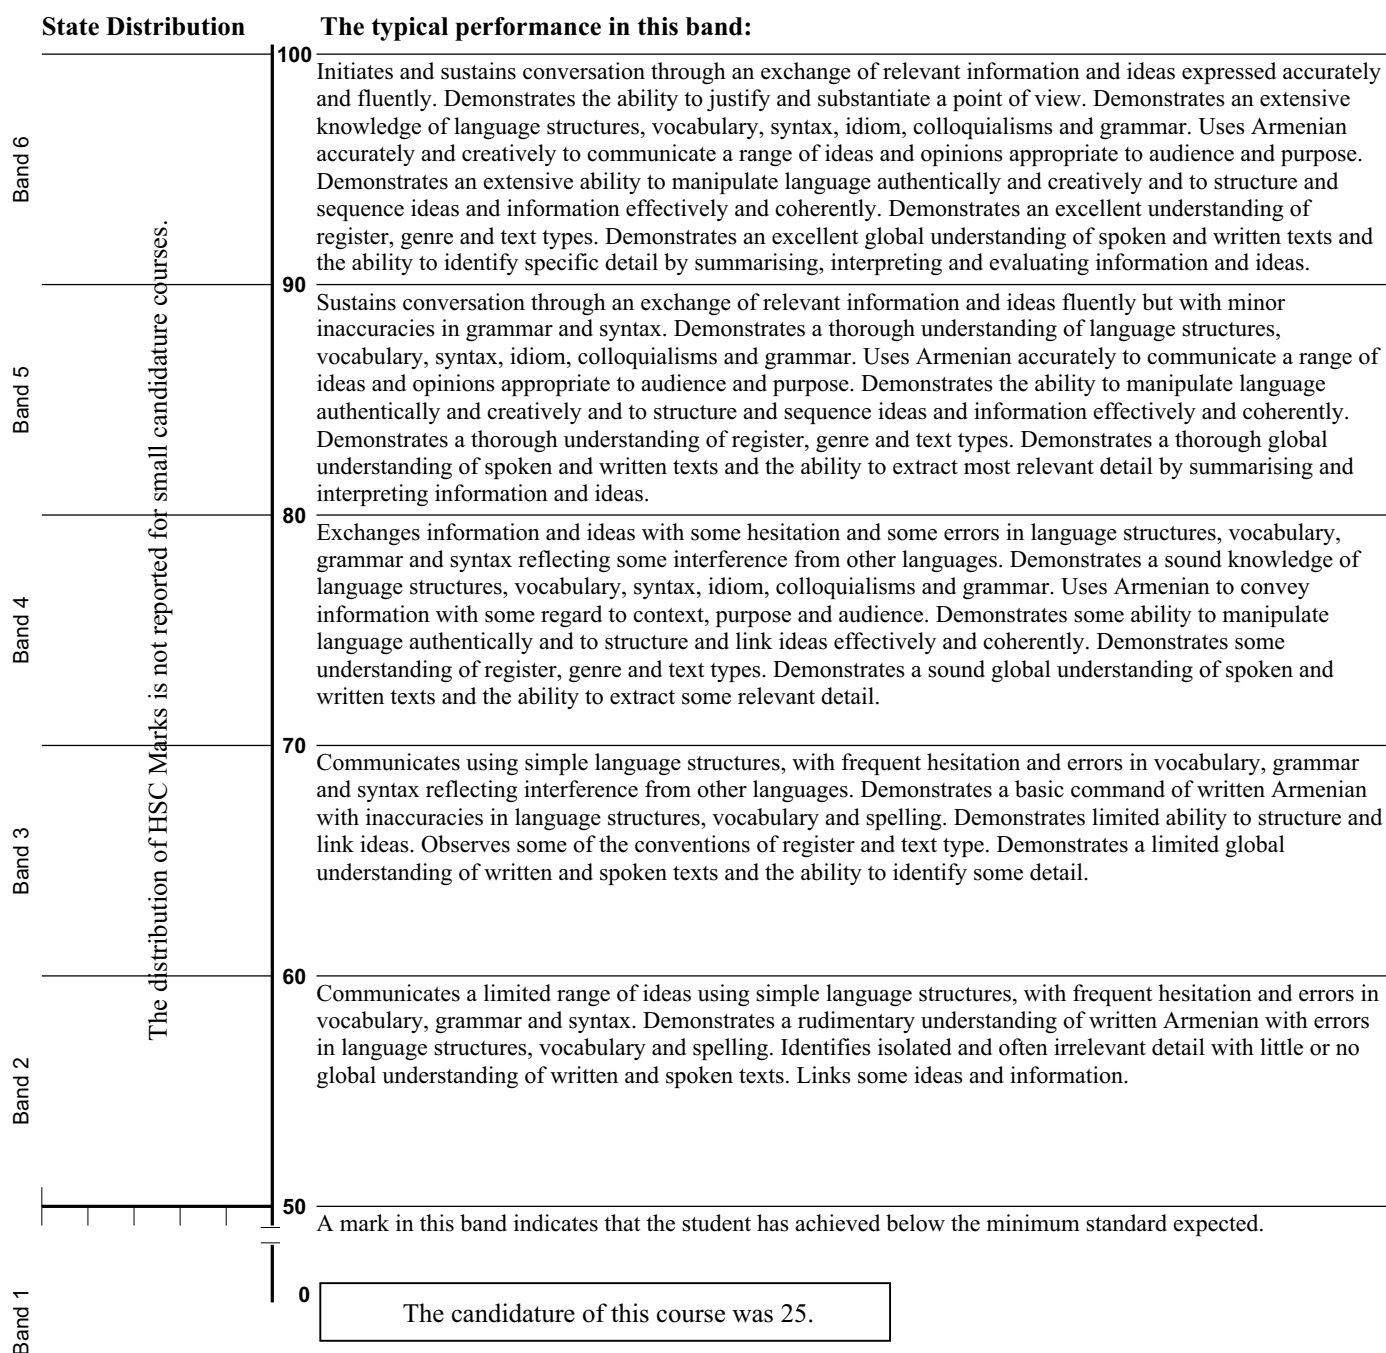 State Distribution
The typical performance in this band:
100
Band 6
Initiates and sustains conversation through an exchange of relevant information and ideas expressed accurately
and fluently. Demonstrates the ability to justify and substantiate a point of view. Demonstrates an extensive
knowledge of language structures, vocabulary, syntax, idiom, colloquialisms and grammar. Uses Armenian
accurately and creatively to communicate a range of ideas and opinions appropriate to audience and purpose.
Demonstrates an extensive ability to manipulate language authentically and creatively and to structure and
sequence ideas and information effectively and coherently. Demonstrates an excellent understanding of
register, genre and text types. Demonstrates an excellent global understanding of spoken and written texts and
the ability to identify specific detail by summarising, interpreting and evaluating information and ideas.
90
Band 5
Sustains conversation through an exchange of relevant information and ideas fluently but with minor
inaccuracies in grammar and syntax. Demonstrates a thorough understanding of language structures,
vocabulary, syntax, idiom, colloquialisms and grammar. Uses Armenian accurately to communicate a range of
ideas and opinions appropriate to audience and purpose. Demonstrates the ability to manipulate language
authentically and creatively and to structure and sequence ideas and information effectively and coherently.
Demonstrates a thorough understanding of register, genre and text types. Demonstrates a thorough global
understanding of spoken and written texts and the ability to extract most relevant detail by summarising and
interpreting information and ideas.
80
Band 4
Exchanges information and ideas with some hesitation and some errors in language structures, vocabulary,
grammar and syntax reflecting some interference from other languages. Demonstrates a sound knowledge of
language structures, vocabulary, syntax, idiom, colloquialisms and grammar. Uses Armenian to convey
information with some regard to context, purpose and audience. Demonstrates some ability to manipulate
language authentically and to structure and link ideas effectively and coherently. Demonstrates some
understanding of register, genre and text types. Demonstrates a sound global understanding of spoken and
written texts and the ability to extract some relevant detail.
70
Band 3
Communicates using simple language structures, with frequent hesitation and errors in vocabulary, grammar
and syntax reflecting interference from other languages. Demonstrates a basic command of written Armenian
with inaccuracies in language structures, vocabulary and spelling. Demonstrates limited ability to structure and
link ideas. Observes some of the conventions of register and text type. Demonstrates a limited global
understanding of written and spoken texts and the ability to identify some detail.
60
Band 2
Communicates a limited range of ideas using simple language structures, with frequent hesitation and errors in
vocabulary, grammar and syntax. Demonstrates a rudimentary understanding of written Armenian with errors
in language structures, vocabulary and spelling. Identifies isolated and often irrelevant detail with little or no
global understanding of written and spoken texts. Links some ideas and information.
50
A mark in this band indicates that the student has achieved below the minimum standard expected.
0
Band 1
The candidature of this course was 25.
The distribution of HSC Marks is not reported for small candidature courses.